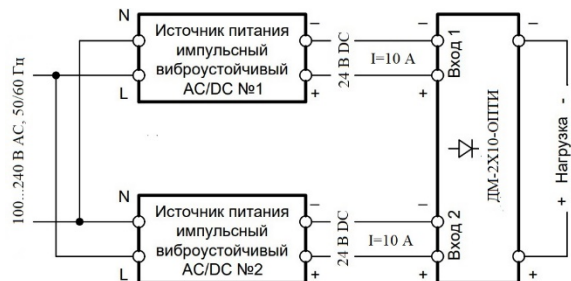 100...240 В AC, 50/60 Гц
N
L
Источник питания
импульсный
виброустойчивый
AC/DC №1
–
+
24 В DC
I=10 А
Вход 1
N
L
Источник питания
импульсный
виброустойчивый
AC/DC №2
–
+
24 В DC
I=10 А
Вход 2
–
+
ДМ-2Х10-ОПТИ
–
+
+ Нагрузка -